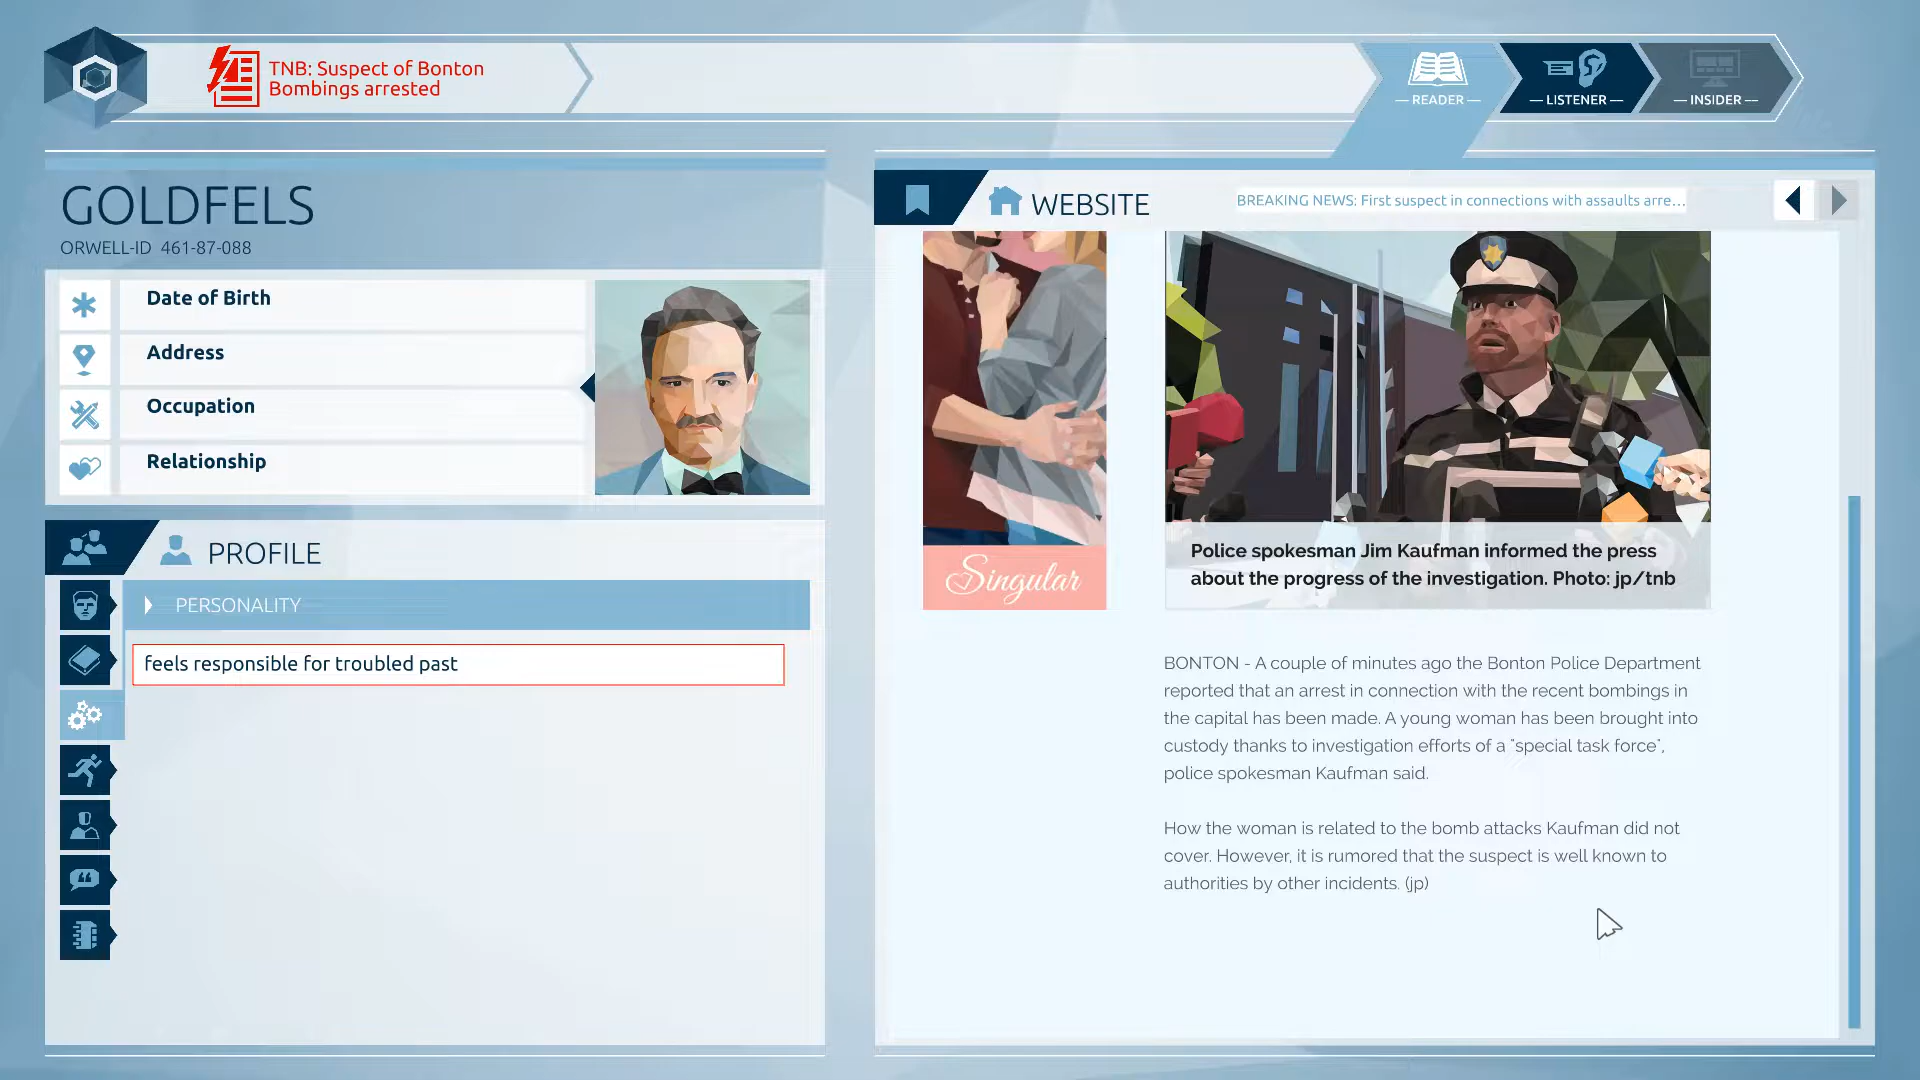 TNB: Suspect of Bonton
Bombings arrested
READER
LISTENER
INSIDER
GOLDFELS
ORWELL-ID 461-87-088
Date of Birth
Address
Occupation
Relationship
PROFILE
PERSONALITY
feels responsible for troubled past
WEBSITE
BREAKING NEWS: First suspect in connections with assaults arre...
Singular
Police spokesman Jim Kaufman informed the press
about the progress of the investigation. Photo: jp/tnb
BONTON - A couple of minutes ago the Bonton Police Department
reported that an arrest in connection with the recent bombings in
the capital has been made. A young woman has been brought into
custody thanks to investigation efforts of a "special task force",
police spokesman Kaufman said.
How the woman is related to the bomb attacks Kaufman did not
cover. However, it is rumored that the suspect is well known to
authorities by other incidents. (jp)